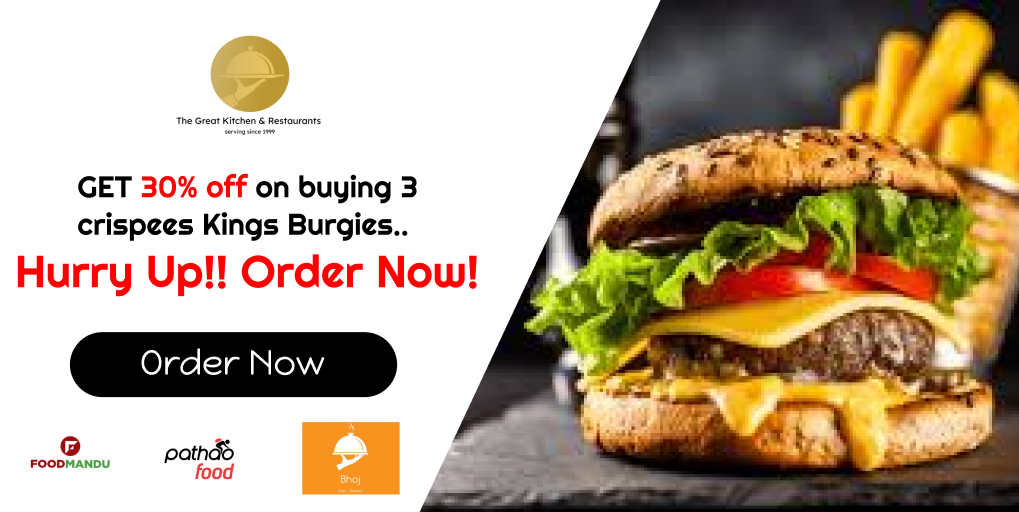 The Great Kitchen & Restaurants
serving since 1999
GET 30% off on buying 3
crispees Kings Burgies..
Hurry Up!! Order Now!
Order Now
FOODMANDU
pathao
food
Bhoj